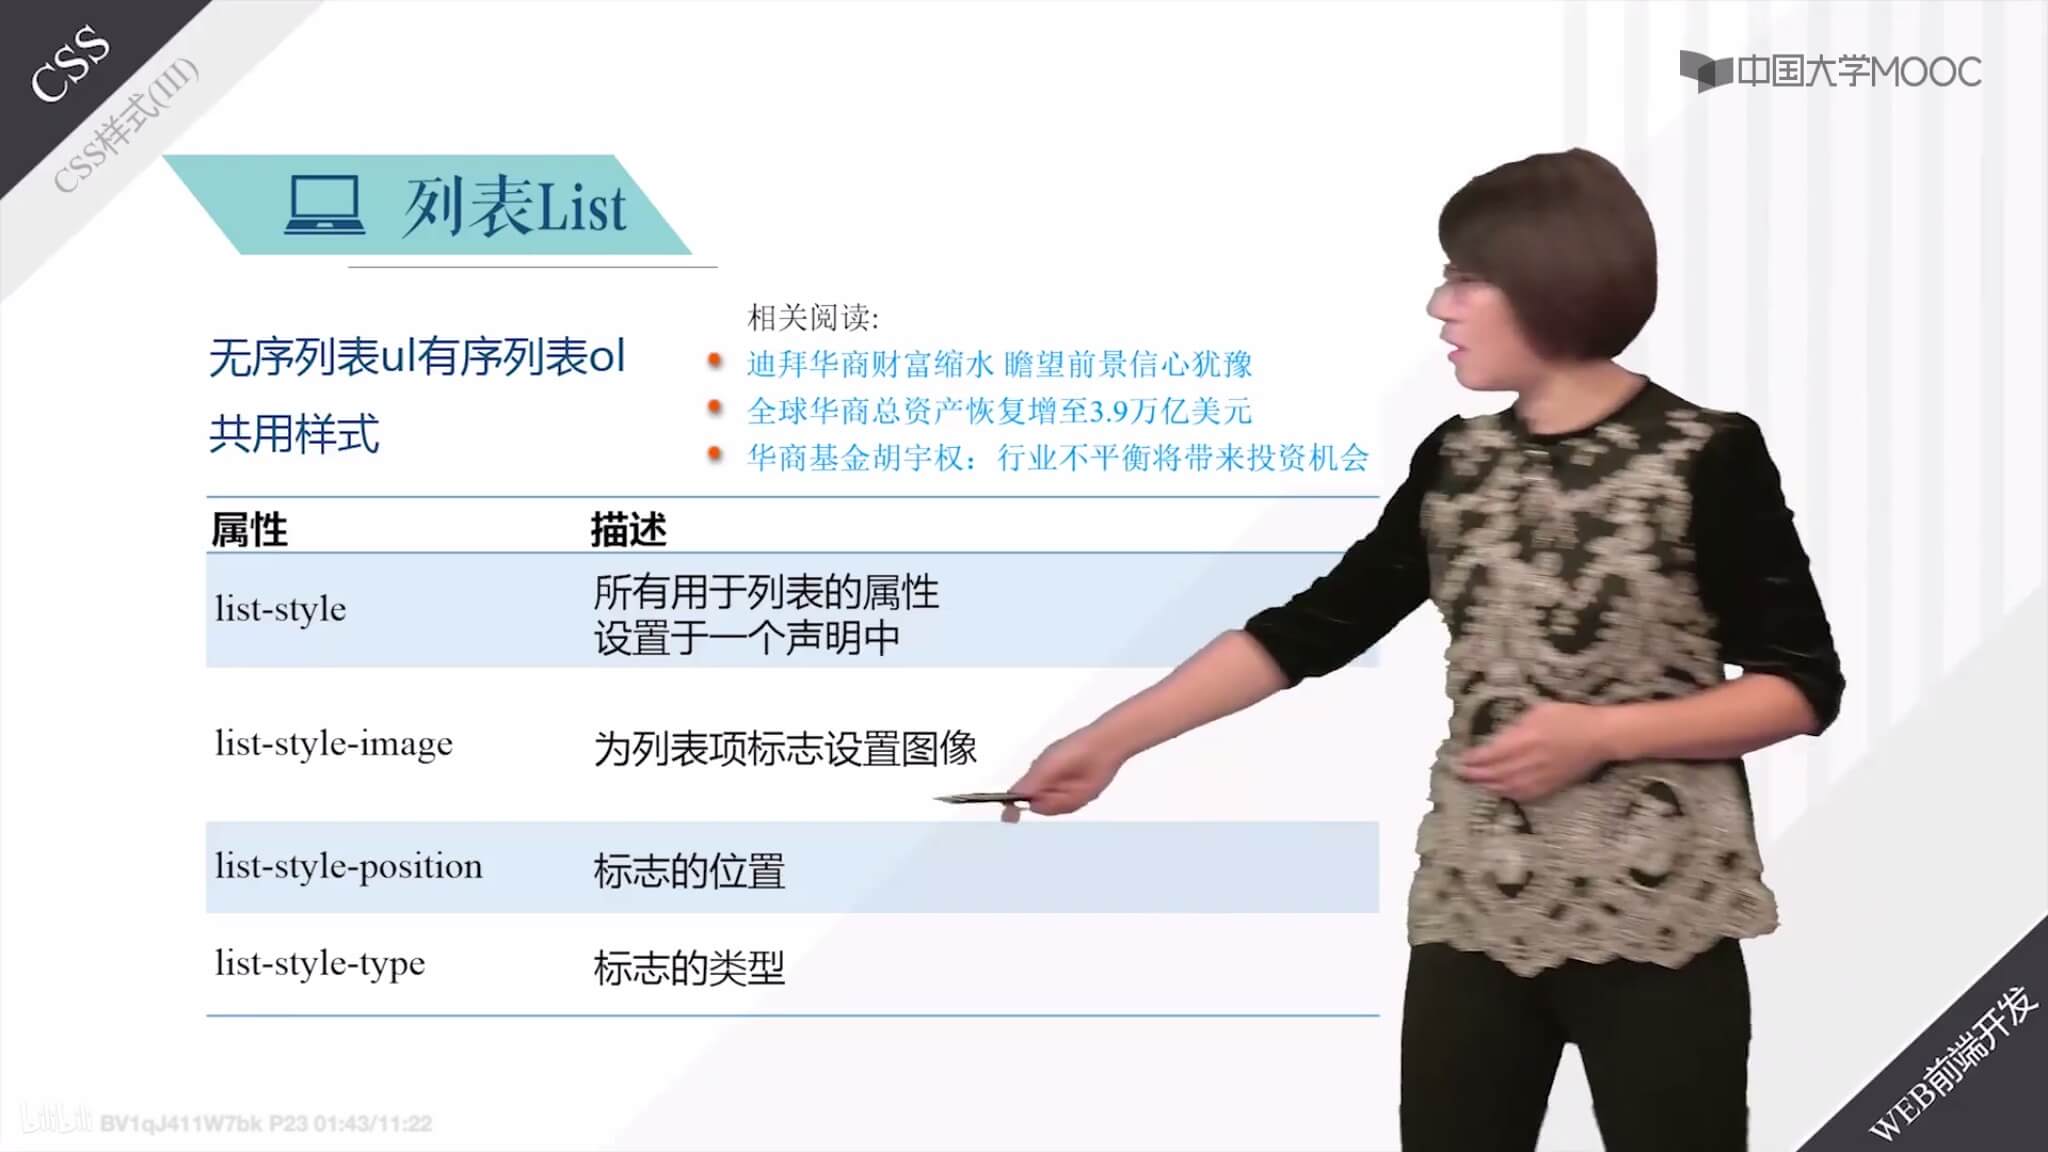 CSS
CSS样式(III)
中国大学MOOC
列表List
无序列表ul有序列表ol
共用样式
相关阅读:
迪拜华商财富缩水 瞻望前景信心犹豫
全球华商总资产恢复增至3.9万亿美元
华商基金胡宇权：行业不平衡将带来投资机会
属性 描述
list-style 所有用于列表的属性
设置于一个声明中
list-style-image 为列表项标志设置图像
list-style-position 标志的位置
list-style-type 标志的类型
bilibili BV1qJ411W7bk P23 01:43/11:22
WEB前端开发